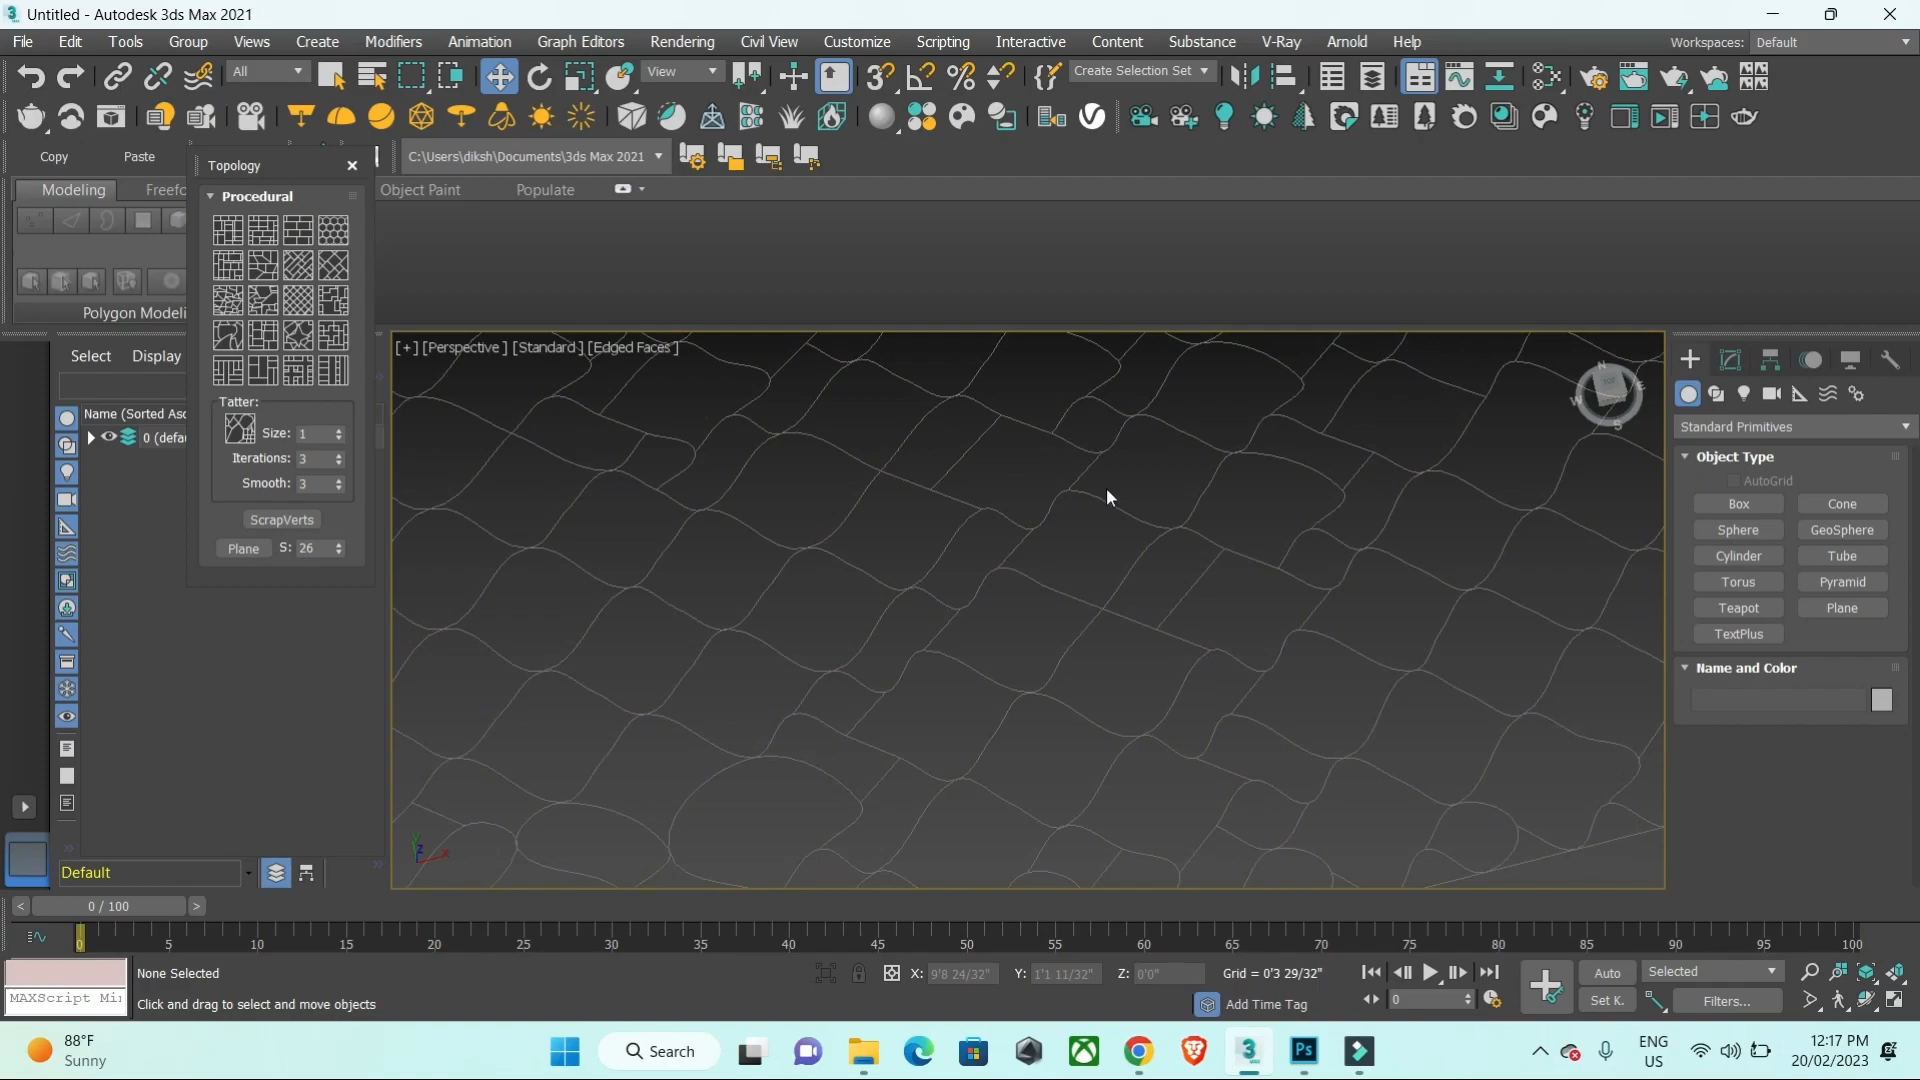 Untitled - Autodesk 3ds Max 2021
File Edit Tools Group Views Create Modifiers Animation Graph Editors Rendering Civil View Customize Scripting Interactive Content Substance V-Ray Arnold Help Workspaces: Default
All View Create Selection Set
Copy Paste C:\Users\diksh\Documents\3ds Max 2021
Topology
Modeling Freefo Object Paint Populate
Procedural
Polygon Modeli
[+] [Perspective ] [Standard ] [Edged Faces ]
Select Display
Tatter:
Name (Sorted Asc
Size: 1
0 (defau
Iterations: 3
Smooth: 3
ScrapVerts
Plane S: 26
N
E
W
S
Standard Primitives
Object Type
AutoGrid
Box Cone
Sphere GeoSphere
Cylinder Tube
Torus Pyramid
Teapot Plane
TextPlus
Name and Color
z x
Default
< 0 / 100 >
0 5 10 15 20 25 30 35 40 45 50 55 60 65 70 75 80 85 90 95 100
None Selected X: 9'8 24/32" Y: 1'1 11/32" Z: 0'0" Grid = 0'3 29/32" Auto Selected
MAXScript Mi Click and drag to select and move objects Add Time Tag 0 Set K. Filters...
88°F
Sunny
Search
3
MAX
Ps
ENG
US
12:17 PM
20/02/2023